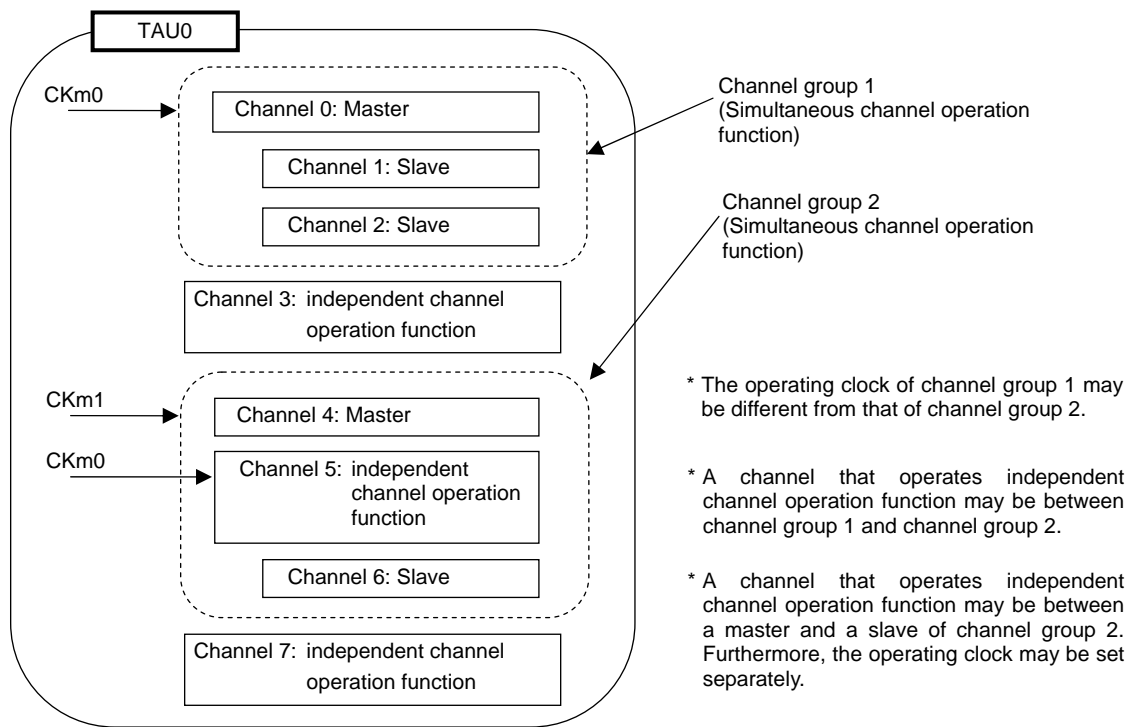 TAU0
CKm0
Channel 0: Master
Channel 1: Slave
Channel 2: Slave
Channel group 1
(Simultaneous channel operation
function)
Channel group 2
(Simultaneous channel operation
function)
Channel 3: independent channel
operation function
CKm1
Channel 4: Master
CKm0
Channel 5: independent
channel operation
function
Channel 6: Slave
Channel 7: independent channel
operation function
* The operating clock of channel group 1 may
be different from that of channel group 2.
* A channel that operates independent
channel operation function may be between
channel group 1 and channel group 2.
* A channel that operates independent
channel operation function may be between
a master and a slave of channel group 2.
Furthermore, the operating clock may be set
separately.